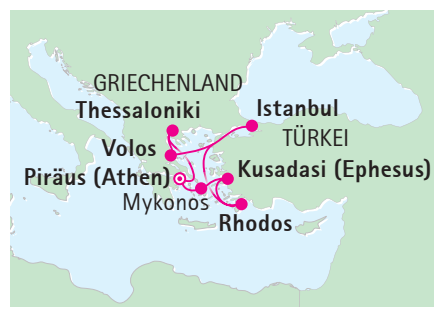 GRIECHENLAND
Thessaloniki
Istanbul
TÜRKEI
Volos
Kusadasi (Ephesus)
Piräus (Athen)
Mykonos
Rhodos